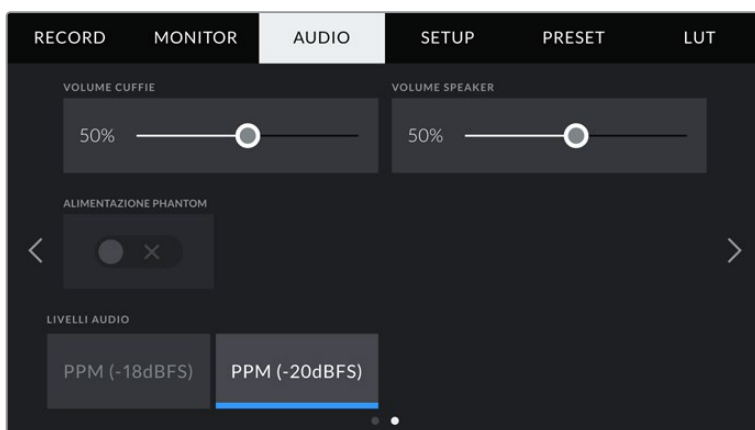 RECORD MONITOR AUDIO SETUP PRESET LUT
VOLUME CUFFIE VOLUME SPEAKER
50% 50%
ALIMENTAZIONE PHANTOM
LIVELLI AUDIO
PPM (-18dBFS) PPM (-20dBFS)